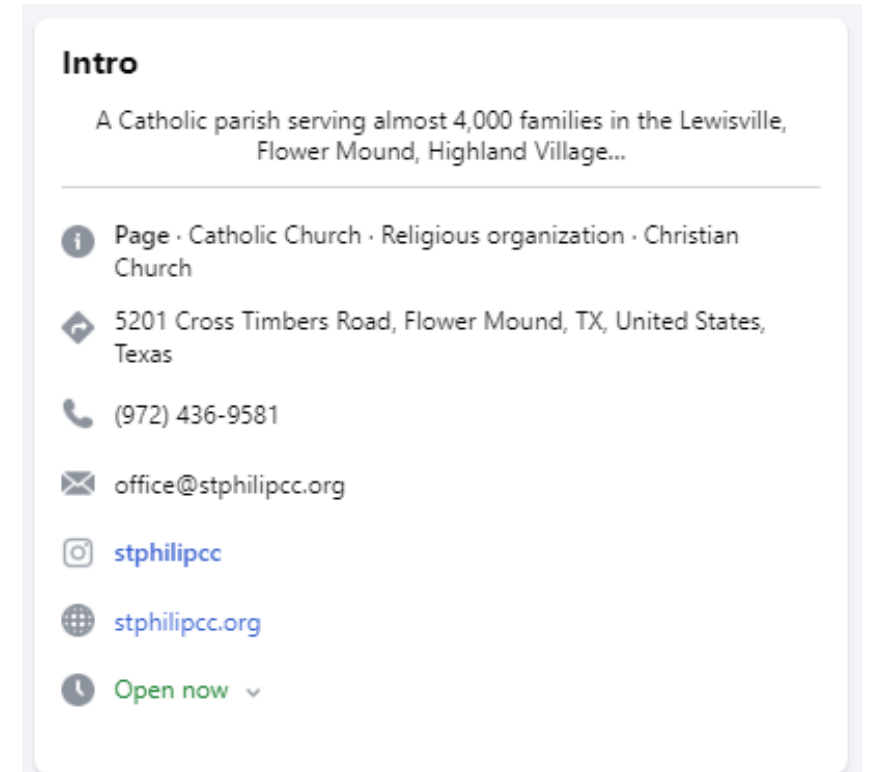 Intro
A Catholic parish serving almost 4,000 families in the Lewisville,
Flower Mound, Highland Village...
Page · Catholic Church · Religious organization · Christian
Church
5201 Cross Timbers Road, Flower Mound, TX, United States,
Texas
(972) 436-9581
office@stphilipcc.org
stphilipcc
stphilipcc.org
Open now